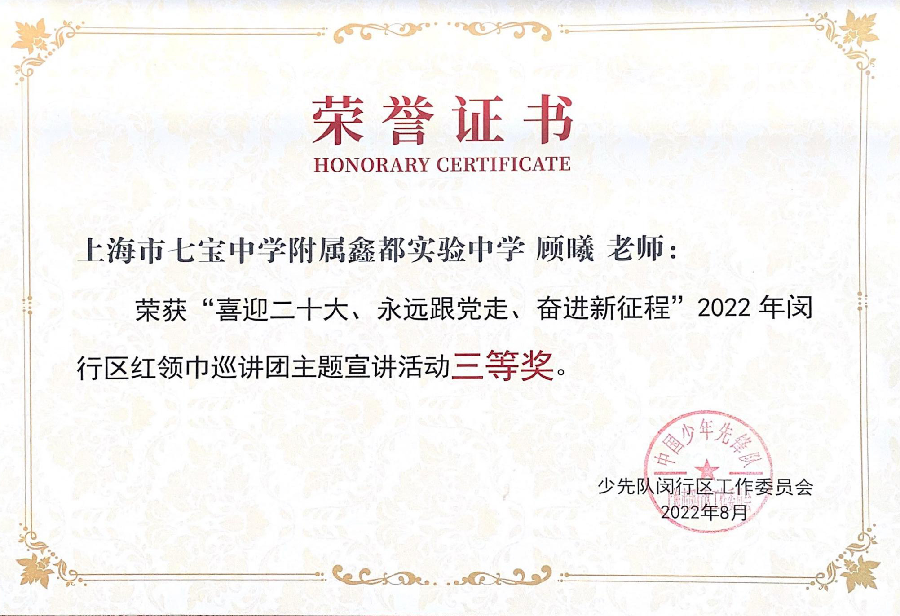 荣誉证书
HONORARY CERTIFICATE
上海市七宝中学附属鑫都实验中学 顾曦 老师：
荣获“喜迎二十大、永远跟党走、奋进新征程”2022 年闵
行区红领巾巡讲团主题宣讲活动三等奖。
中国少年先锋队
少先队闵行区工作委员会
2022年8月